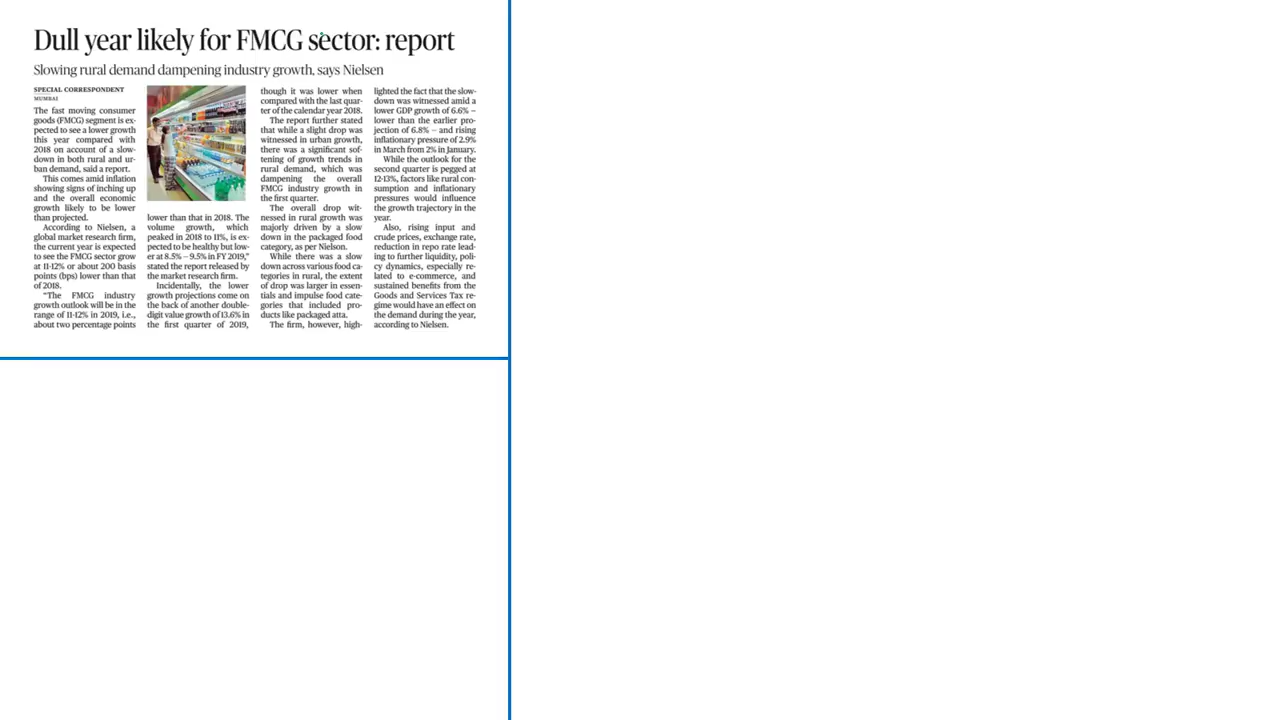 Dull year likely for FMCG sector: report
Slowing rural demand dampening industry growth, says Nielsen
SPECIAL CORRESPONDENT
MUMBAI
The fast moving consumer
goods (FMCG) segment is ex-
pected to see a lower growth
this year compared with
2018 on account of a slow-
down in both rural and ur-
ban demand, said a report.
This comes amid inflation
showing signs of inching up
and the overall economic
growth likely to be lower
than projected.
According to Nielsen, a
global market research firm,
the current year is expected
to see the FMCG sector grow
at 11-12% or about 200 basis
points (bps) lower than that
of 2018.
"The FMCG industry
growth outlook will be in the
range of 11-12% in 2019, i.e.,
about two percentage points
lower than that in 2018. The
volume growth, which
peaked in 2018 to 11%, is ex-
pected to be healthy but low-
er at 8.5% – 9.5% in FY 2019,"
stated the report released by
the market research firm.
Incidentally, the lower
growth projections come on
the back of another double-
digit value growth of 13.6% in
the first quarter of 2019,
though it was lower when
compared with the last quar-
ter of the calendar year 2018.
The report further stated
that while a slight drop was
witnessed in urban growth,
there was a significant sof-
tening of growth trends in
rural demand, which was
dampening the overall
FMCG industry growth in
the first quarter.
The overall drop wit-
nessed in rural growth was
majorly driven by a slow
down in the packaged food
category, as per Nielsen.
While there was a slow
down across various food ca-
tegories in rural, the extent
of drop was larger in essen-
tials and impulse food cate-
gories that included pro-
ducts like packaged atta.
The firm, however, high-
lighted the fact that the slow-
down was witnessed amid a
lower GDP growth of 6.6% –
lower than the earlier pro-
jection of 6.8% – and rising
inflationary pressure of 2.9%
in March from 2% in January.
While the outlook for the
second quarter is pegged at
12-13%, factors like rural con-
sumption and inflationary
pressures would influence
the growth trajectory in the
year.
Also, rising input and
crude prices, exchange rate,
reduction in repo rate lead-
ing to further liquidity, poli-
cy dynamics, especially re-
lated to e-commerce, and
sustained benefits from the
Goods and Services Tax re-
gime would have an effect on
the demand during the year,
according to Nielsen.